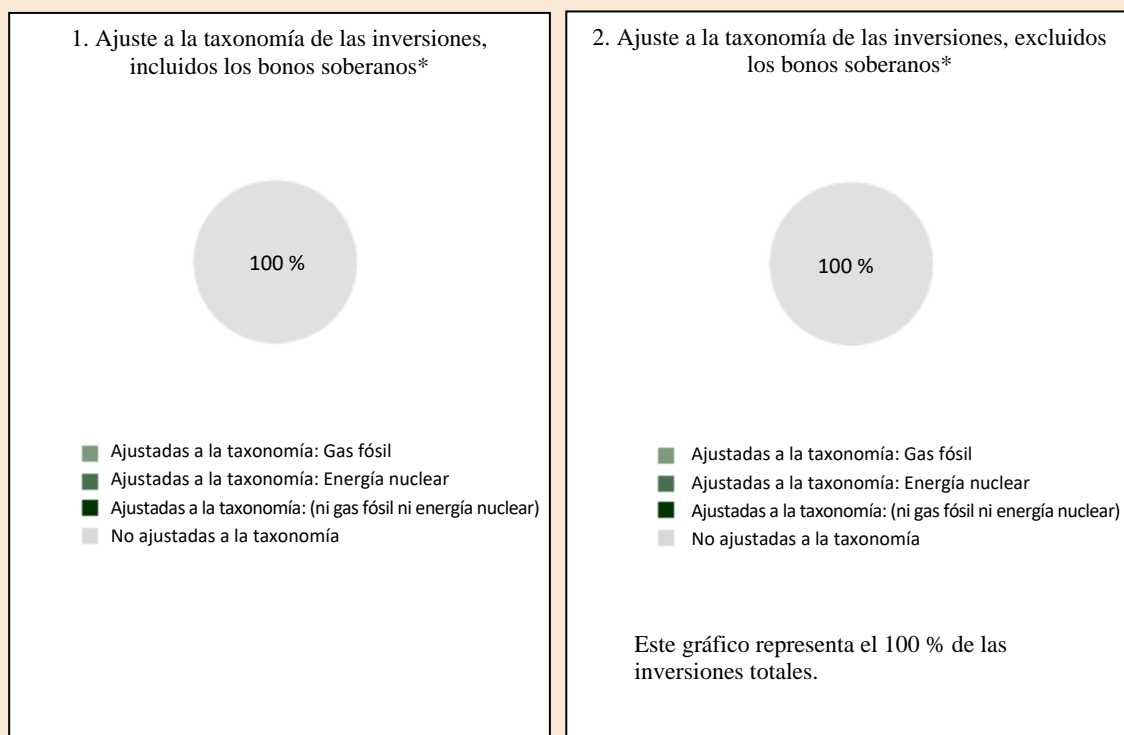 1. Ajuste a la taxonomía de las inversiones,
incluidos los bonos soberanos*
100 %
Ajustadas a la taxonomía: Gas fósil
Ajustadas a la taxonomía: Energía nuclear
Ajustadas a la taxonomía: (ni gas fósil ni energía nuclear)
No ajustadas a la taxonomía
2. Ajuste a la taxonomía de las inversiones, excluidos
los bonos soberanos*
100 %
Ajustadas a la taxonomía: Gas fósil
Ajustadas a la taxonomía: Energía nuclear
Ajustadas a la taxonomía: (ni gas fósil ni energía nuclear)
No ajustadas a la taxonomía
Este gráfico representa el 100 % de las
inversiones totales.